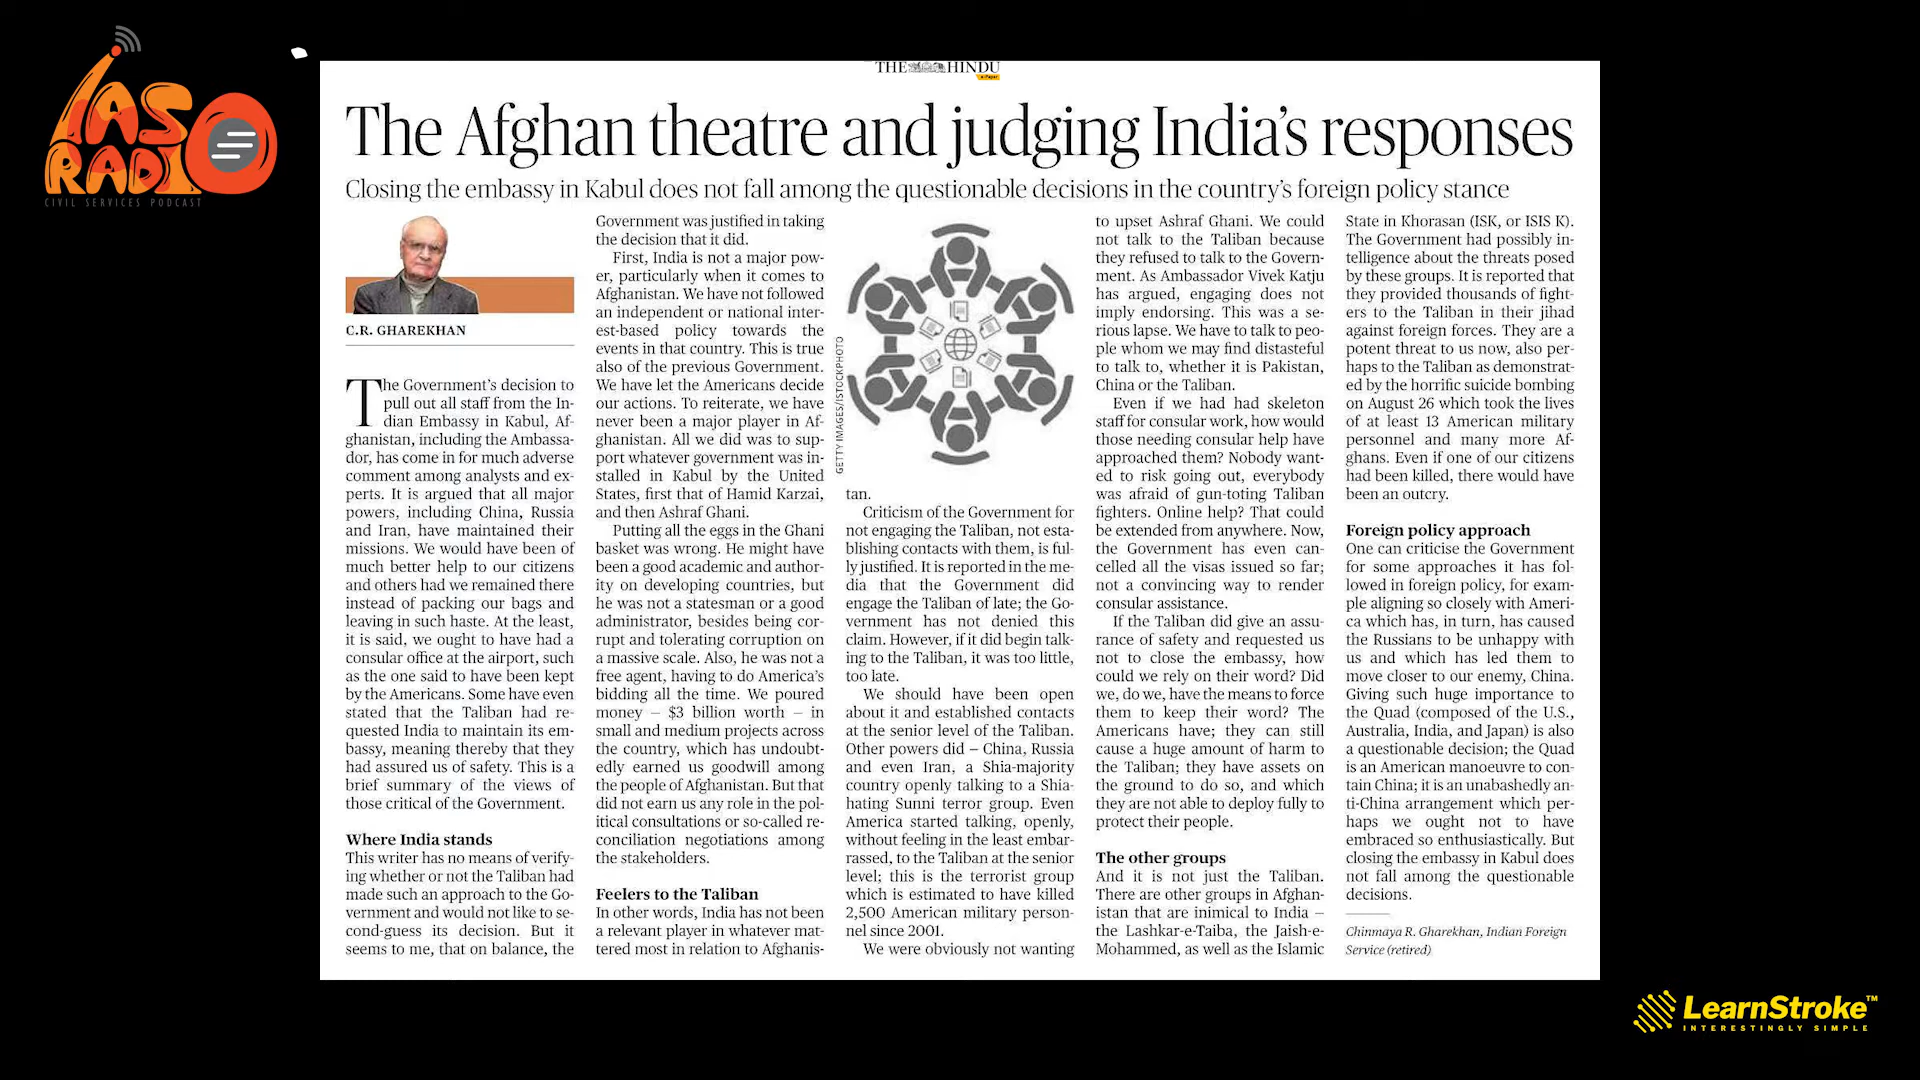 IAS
RADIO
CIVIL SERVICES PODCAST
THE HINDU
e-Paper
The Afghan theatre and judging India's responses
Closing the embassy in Kabul does not fall among the questionable decisions in the country's foreign policy stance
C.R. GHAREKHAN
The Government's decision to
pull out all staff from the In-
dian Embassy in Kabul, Af-
ghanistan, including the Ambassa-
dor, has come in for much adverse
comment among analysts and ex-
perts. It is argued that all major
powers, including China, Russia
and Iran, have maintained their
missions. We would have been of
much better help to our citizens
and others had we remained there
instead of packing our bags and
leaving in such haste. At the least,
it is said, we ought to have had a
consular office at the airport, such
as the one said to have been kept
by the Americans. Some have even
stated that the Taliban had re-
quested India to maintain its em-
bassy, meaning thereby that they
had assured us of safety. This is a
brief summary of the views of
those critical of the Government.
Where India stands
This writer has no means of verify-
ing whether or not the Taliban had
made such an approach to the Go-
vernment and would not like to se-
cond-guess its decision. But it
seems to me, that on balance, the
Government was justified in taking
the decision that it did.
First, India is not a major pow-
er, particularly when it comes to
Afghanistan. We have not followed
an independent or national inter-
est-based policy towards the
events in that country. This is true
also of the previous Government.
We have let the Americans decide
our actions. To reiterate, we have
never been a major player in Af-
ghanistan. All we did was to sup-
port whatever government was in-
stalled in Kabul by the United
States, first that of Hamid Karzai,
and then Ashraf Ghani.
Putting all the eggs in the Ghani
basket was wrong. He might have
been a good academic and author-
ity on developing countries, but
he was not a statesman or a good
administrator, besides being cor-
rupt and tolerating corruption on
a massive scale. Also, he was not a
free agent, having to do America's
bidding all the time. We poured
money – $3 billion worth – in
small and medium projects across
the country, which has undoubt-
edly earned us goodwill among
the people of Afghanistan. But that
did not earn us any role in the pol-
itical consultations or so-called re-
conciliation negotiations among
the stakeholders.
Feelers to the Taliban
In other words, India has not been
a relevant player in whatever mat-
tered most in relation to Afghanis-
GETTY IMAGES/ISTOCKPHOTO
tan.
Criticism of the Government for
not engaging the Taliban, not esta-
blishing contacts with them, is ful-
ly justified. It is reported in the me-
dia that the Government did
engage the Taliban of late; the Go-
vernment has not denied this
claim. However, if it did begin talk-
ing to the Taliban, it was too little,
too late.
We should have been open
about it and established contacts
at the senior level of the Taliban.
Other powers did – China, Russia
and even Iran, a Shia-majority
country openly talking to a Shia-
hating Sunni terror group. Even
America started talking, openly,
without feeling in the least embar-
rassed, to the Taliban at the senior
level; this is the terrorist group
which is estimated to have killed
2,500 American military person-
nel since 2001.
We were obviously not wanting
to upset Ashraf Ghani. We could
not talk to the Taliban because
they refused to talk to the Govern-
ment. As Ambassador Vivek Katju
has argued, engaging does not
imply endorsing. This was a se-
rious lapse. We have to talk to peo-
ple whom we may find distasteful
to talk to, whether it is Pakistan,
China or the Taliban.
Even if we had had skeleton
staff for consular work, how would
those needing consular help have
approached them? Nobody want-
ed to risk going out, everybody
was afraid of gun-toting Taliban
fighters. Online help? That could
be extended from anywhere. Now,
the Government has even can-
celled all the visas issued so far;
not a convincing way to render
consular assistance.
If the Taliban did give an assu-
rance of safety and requested us
not to close the embassy, how
could we rely on their word? Did
we, do we, have the means to force
them to keep their word? The
Americans have; they can still
cause a huge amount of harm to
the Taliban; they have assets on
the ground to do so, and which
they are not able to deploy fully to
protect their people.
The other groups
And it is not just the Taliban.
There are other groups in Afghan-
istan that are inimical to India –
the Lashkar-e-Taiba, the Jaish-e-
Mohammed, as well as the Islamic
State in Khorasan (ISK, or ISIS K).
The Government had possibly in-
telligence about the threats posed
by these groups. It is reported that
they provided thousands of fight-
ers to the Taliban in their jihad
against foreign forces. They are a
potent threat to us now, also per-
haps to the Taliban as demonstrat-
ed by the horrific suicide bombing
on August 26 which took the lives
of at least 13 American military
personnel and many more Af-
ghans. Even if one of our citizens
had been killed, there would have
been an outcry.
Foreign policy approach
One can criticise the Government
for some approaches it has fol-
lowed in foreign policy, for exam-
ple aligning so closely with Ameri-
ca which has, in turn, has caused
the Russians to be unhappy with
us and which has led them to
move closer to our enemy, China.
Giving such huge importance to
the Quad (composed of the U.S.,
Australia, India, and Japan) is also
a questionable decision; the Quad
is an American manoeuvre to con-
tain China; it is an unabashedly an-
ti-China arrangement which per-
haps we ought not to have
embraced so enthusiastically. But
closing the embassy in Kabul does
not fall among the questionable
decisions.
Chinmaya R. Gharekhan, Indian Foreign
Service (retired)
LearnStroke™
INTERESTINGLY SIMPLE